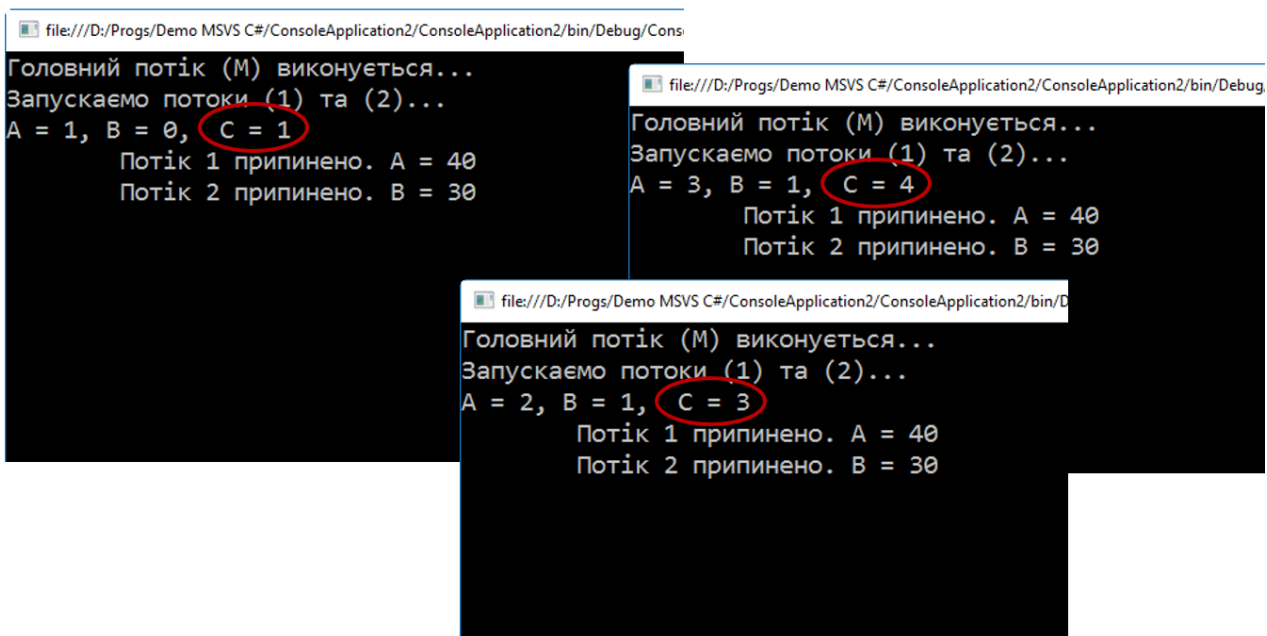 file:///D:/Progs/Demo MSVS C#/ConsoleApplication2/ConsoleApplication2/bin/Debug/Cons
Головний потік (M) виконується...
Запускаємо потоки (1) та (2)...
A = 1, B = 0, C = 1
Потік 1 припинено. A = 40
Потік 2 припинено. B = 30
file:///D:/Progs/Demo MSVS C#/ConsoleApplication2/ConsoleApplication2/bin/Debug/
Головний потік (M) виконується...
Запускаємо потоки (1) та (2)...
A = 3, B = 1, C = 4
Потік 1 припинено. A = 40
Потік 2 припинено. B = 30
file:///D:/Progs/Demo MSVS C#/ConsoleApplication2/ConsoleApplication2/bin/D
Головний потік (M) виконується...
Запускаємо потоки (1) та (2)...
A = 2, B = 1, C = 3
Потік 1 припинено. A = 40
Потік 2 припинено. B = 30